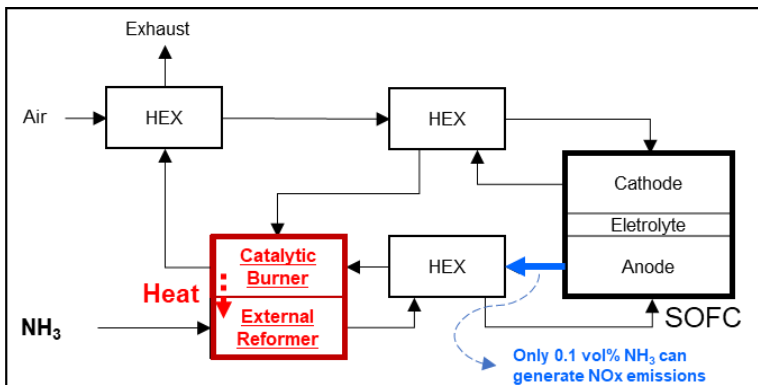 Exhaust
Air
HEX
HEX
Cathode
Eletrolyte
Anode
Catalytic
Burner
HEX
Heat
External
Reformer
NH₃
SOFC
Only 0.1 vol% NH₃ can
generate NOx emissions